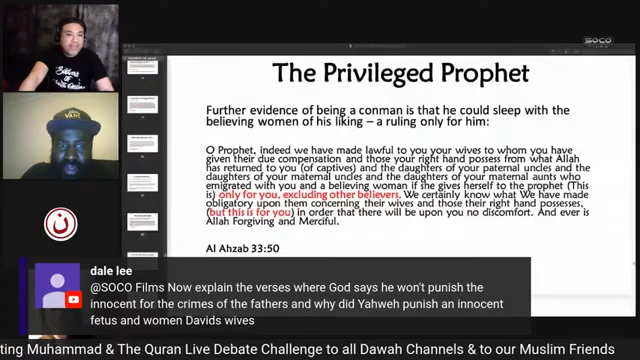 SOCO
The Privileged Prophet
Further evidence of being a conman is that he could sleep with the
believing women of his liking – a ruling only for him:
O Prophet, indeed we have made lawful to you your wives to whom you have
given their due compensation and those your right hand possess from what Allah
has returned to you (of captives) and the daughters of your paternal uncles and the
daughters of your maternal uncles and the daughters of your maternal aunts who
emigrated with you and a believing woman if she gives herself to the prophet (This
is) only for you, excluding other believers. We certainly know what We have made
obligatory upon them concerning their wives and those their right hand possesses,
(but this is for you) in order that there will be upon you no discomfort. And ever is
Allah Forgiving and Merciful.
Al Ahzab 33:50
VANS
ن
dale lee
@SOCO Films Now explain the verses where God says he won't punish the
innocent for the crimes of the fathers and why did Yahweh punish an innocent
fetus and women Davids wives
ting Muhammad & The Quran Live Debate Challenge to all Dawah Channels & to our Muslim Friends